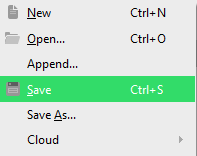 New Ctrl+N
Open... Ctrl+O
Append...
Save Ctrl+S
Save As...
Cloud